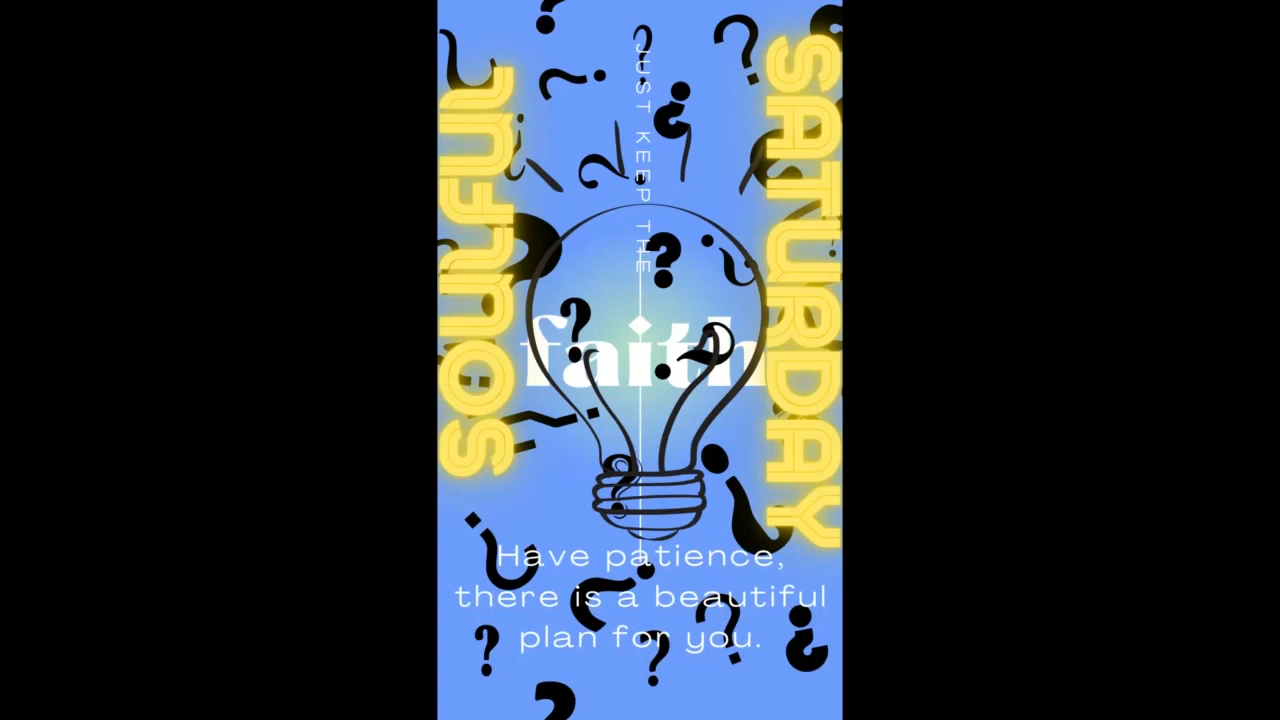 SOULFUL
SATURDAY
JUST KEEP THE
faith
Have patience,
there is a beautiful
plan for you.